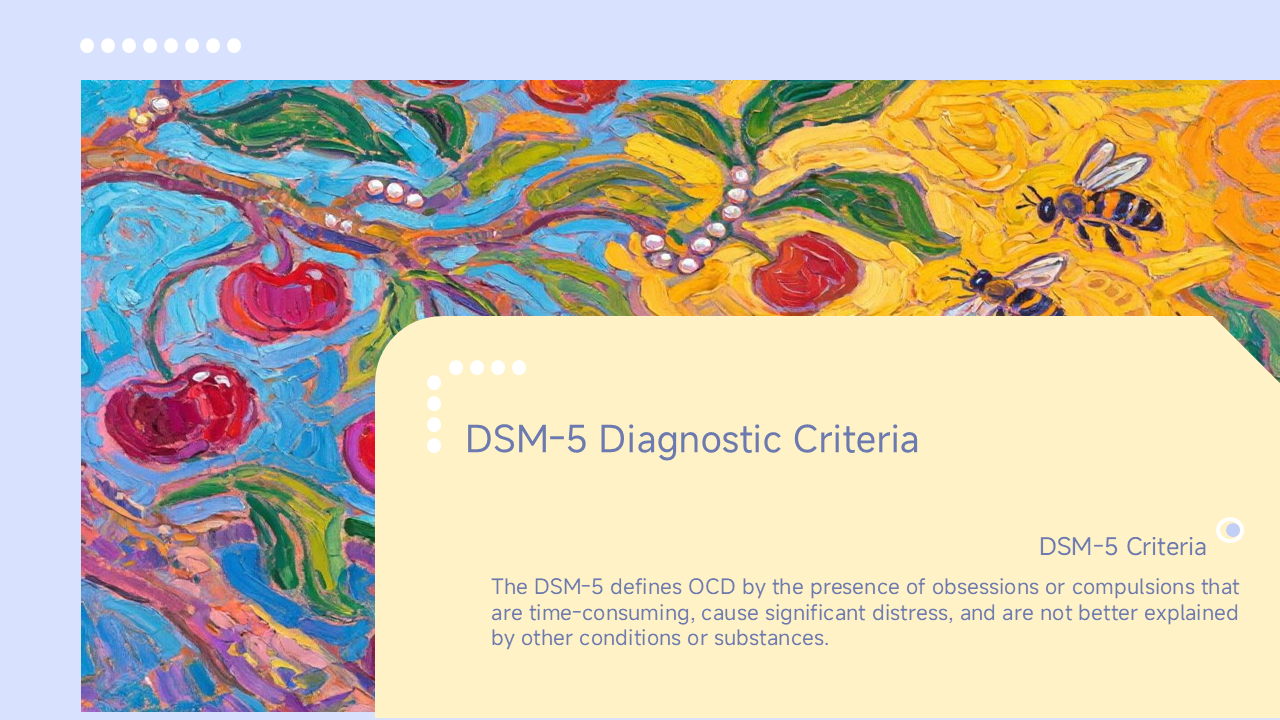 DSM-5 Diagnostic Criteria
DSM-5 Criteria
The DSM-5 defines OCD by the presence of obsessions or compulsions that
are time-consuming, cause significant distress, and are not better explained
by other conditions or substances.